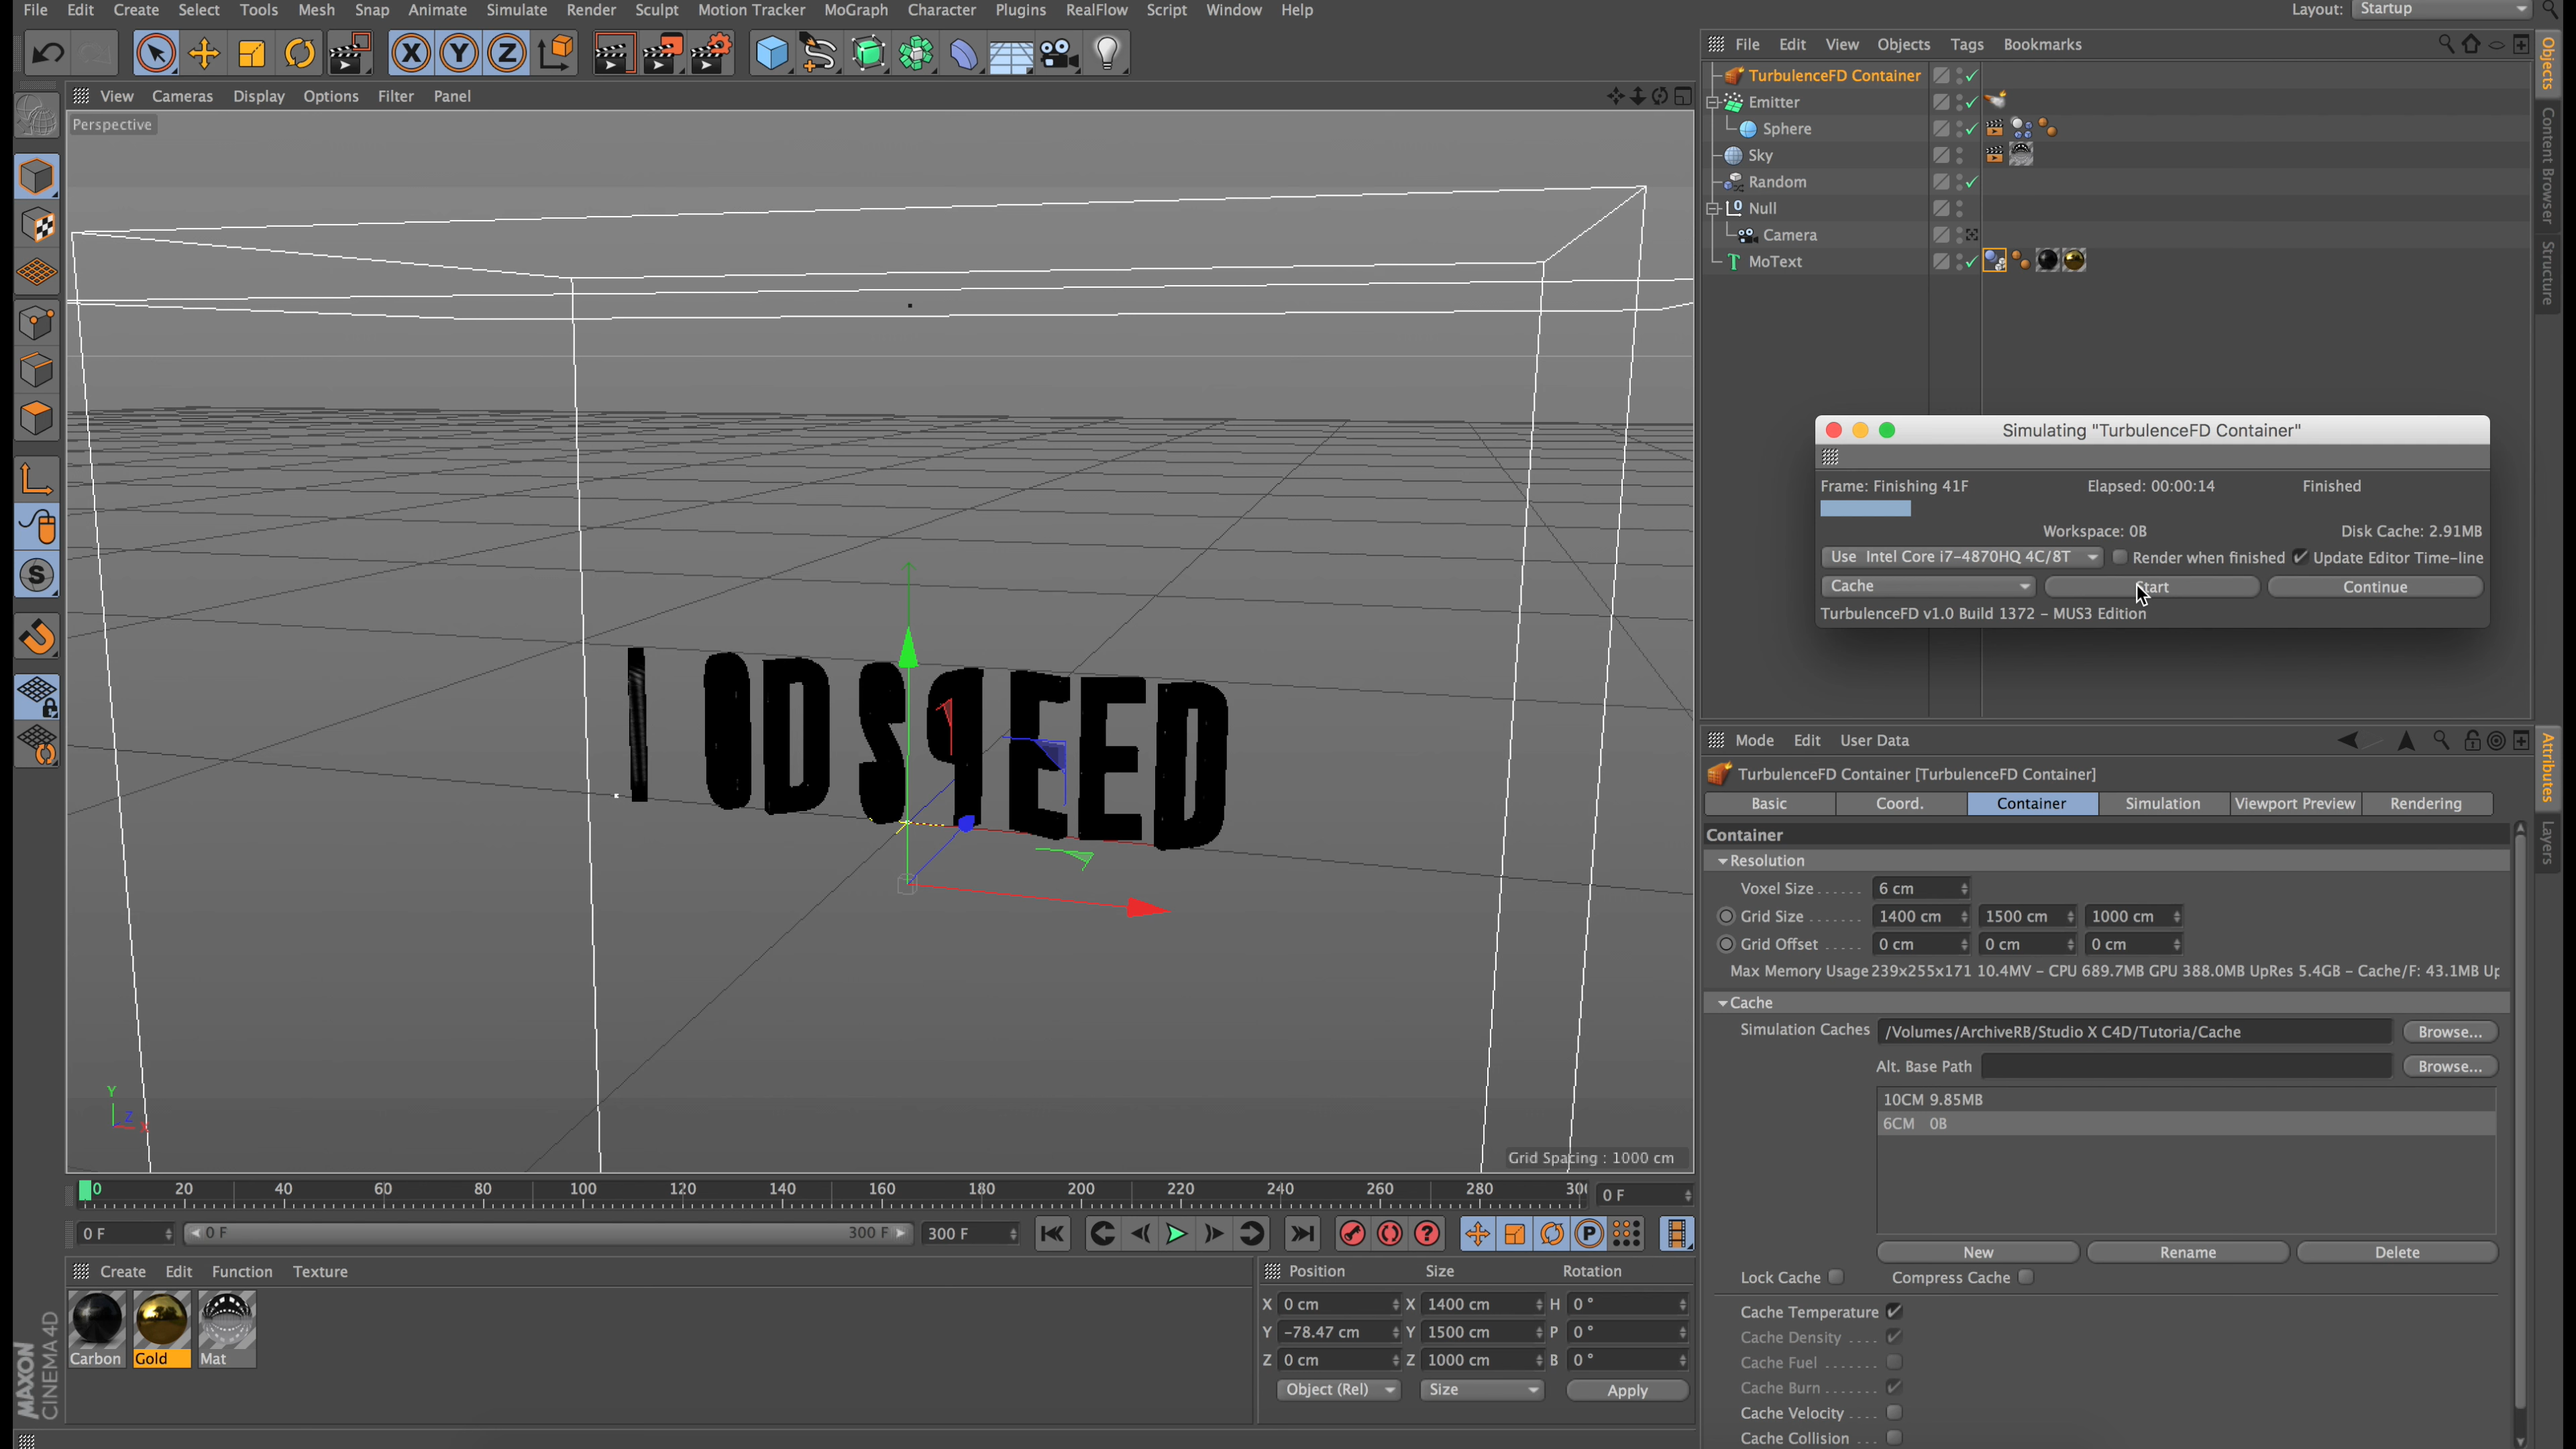 File Edit Create Select Tools Mesh Snap Animate Simulate Render Sculpt Motion Tracker MoGraph Character Plugins RealFlow Script Window Help
Layout: Startup
X Y Z
View Cameras Display Options Filter Panel
Perspective
File Edit View Objects Tags Bookmarks
TurbulenceFD Container
Emitter
Sphere
Sky
Random
Null
Camera
MoText
Objects
Content Browser
Structure
Simulating "TurbulenceFD Container"
Frame: Finishing 41F Elapsed: 00:00:14 Finished
Workspace: 0B Disk Cache: 2.91MB
Use Intel Core i7-4870HQ 4C/8T Render when finished Update Editor Time-line
Cache Start Continue
TurbulenceFD v1.0 Build 1372 - MUS3 Edition
Grid Spacing : 1000 cm
Y
Z
X
Mode Edit User Data
TurbulenceFD Container [TurbulenceFD Container]
Basic Coord. Container Simulation Viewport Preview Rendering
Container
Resolution
Voxel Size 6 cm
Grid Size 1400 cm 1500 cm 1000 cm
Grid Offset 0 cm 0 cm 0 cm
Max Memory Usage 239x255x171 10.4MV - CPU 689.7MB GPU 388.0MB UpRes 5.4GB - Cache/F: 43.1MB
Cache
Simulation Caches /Volumes/ArchiveRB/Studio X C4D/Tutoria/Cache Browse...
Alt. Base Path Browse...
10CM 9.85MB
6CM 0B
New Rename Delete
Lock Cache Compress Cache
Cache Temperature
Cache Density
Cache Fuel
Cache Burn
Cache Velocity
Cache Collision
Attributes
Layers
0 20 40 60 80 100 120 140 160 180 200 220 240 260 280 0 F
0 F 0 F 300 F 300 F
Create Edit Function Texture
Carbon Gold Mat
Position Size Rotation
X 0 cm X 1400 cm H 0 °
Y -78.47 cm Y 1500 cm P 0 °
Z 0 cm Z 1000 cm B 0 °
Object (Rel) Size Apply
MAXON
CINEMA 4D